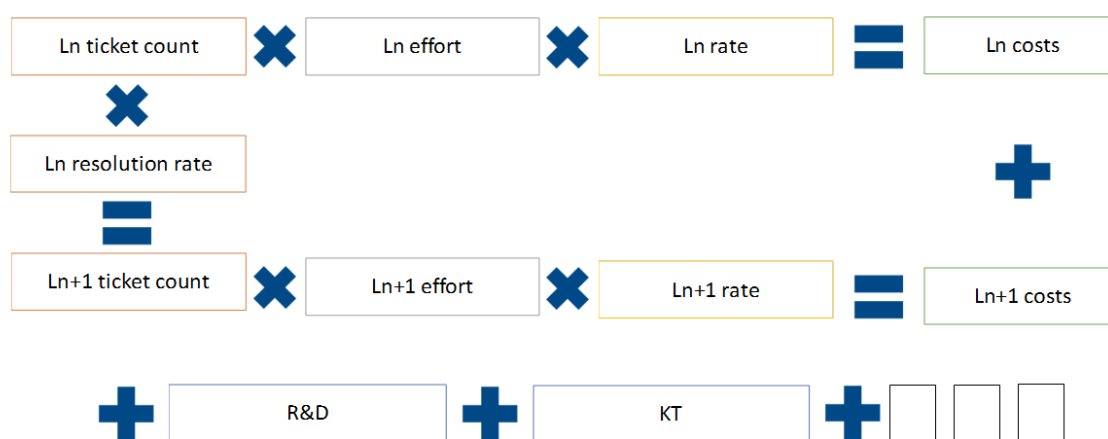 Ln ticket count
Ln effort
Ln rate
Ln costs
Ln resolution rate
Ln+1 ticket count
Ln+1 effort
Ln+1 rate
Ln+1 costs
R&D
KT